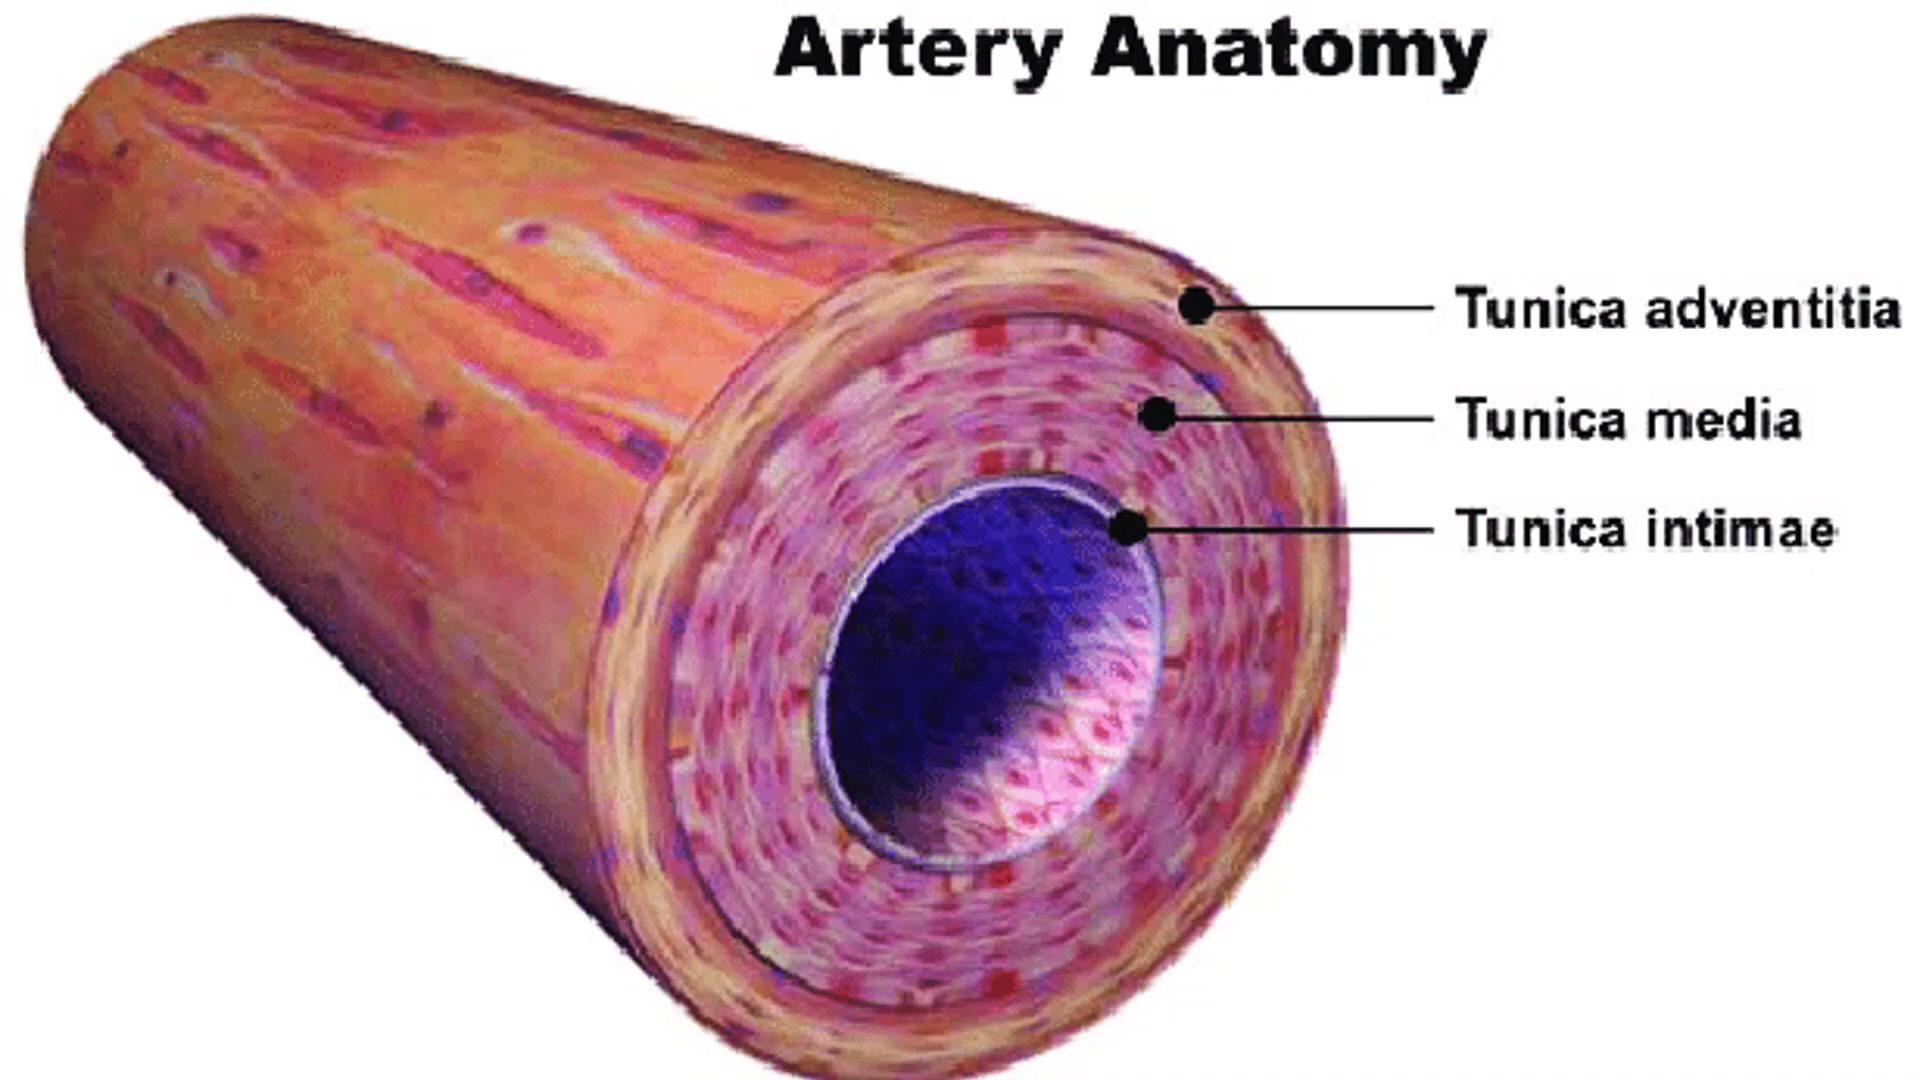 Artery Anatomy
Tunica adventitia
Tunica media
Tunica intimae